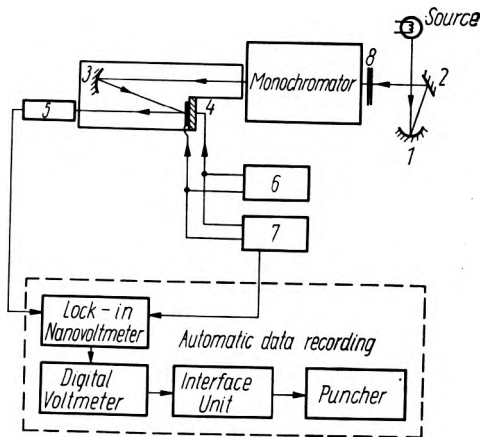 Source
8
3
Monochromator
2
4
5
1
6
7
Lock-in
Nanovoltmeter
Automatic data recording
Digital
Voltmeter
Interface
Unit
Puncher